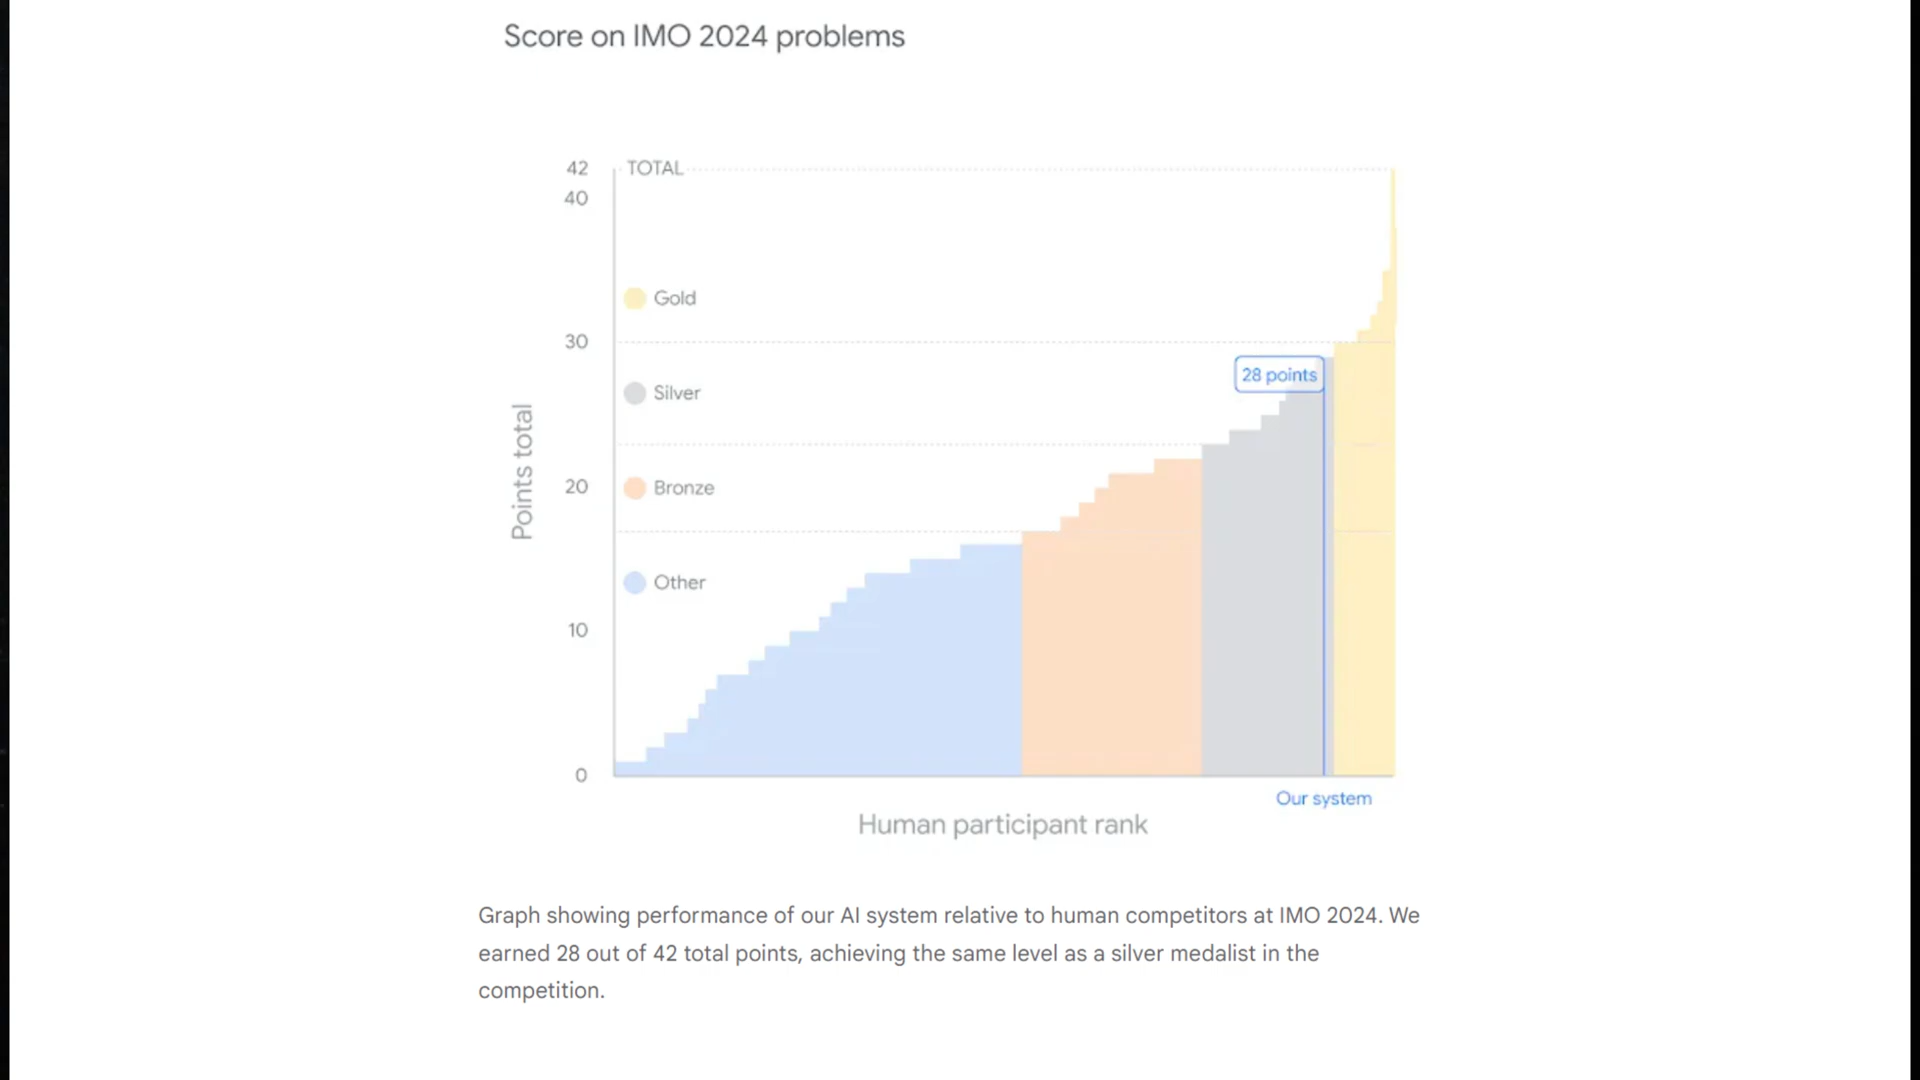 Score on IMO 2024 problems
42
TOTAL
40
Gold
30
28 points
Silver
Points total
20
Bronze
Other
10
0
Our system
Human participant rank
Graph showing performance of our AI system relative to human competitors at IMO 2024. We
earned 28 out of 42 total points, achieving the same level as a silver medalist in the
competition.